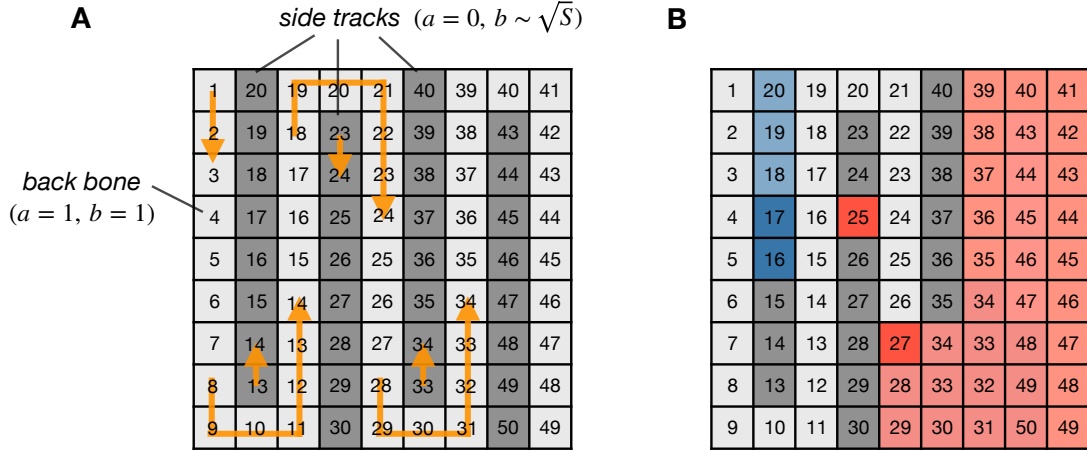 A
side tracks (a = 0, b ~ √S)
B
1 20 19 20 21 40 39 40 41
2 19 18 23 22 39 38 43 42
3 18 17 24 23 38 37 44 43
back bone
(a = 1, b = 1)
4 17 16 25 24 37 36 45 44
5 16 15 26 25 36 35 46 45
6 15 14 27 26 35 34 47 46
7 14 13 28 27 34 33 48 47
8 13 12 29 28 33 32 49 48
9 10 11 30 29 30 31 50 49
1 20 19 20 21 40 39 40 41
2 19 18 23 22 39 38 43 42
3 18 17 24 23 38 37 44 43
4 17 16 25 24 37 36 45 44
5 16 15 26 25 36 35 46 45
6 15 14 27 26 35 34 47 46
7 14 13 28 27 34 33 48 47
8 13 12 29 28 33 32 49 48
9 10 11 30 29 30 31 50 49